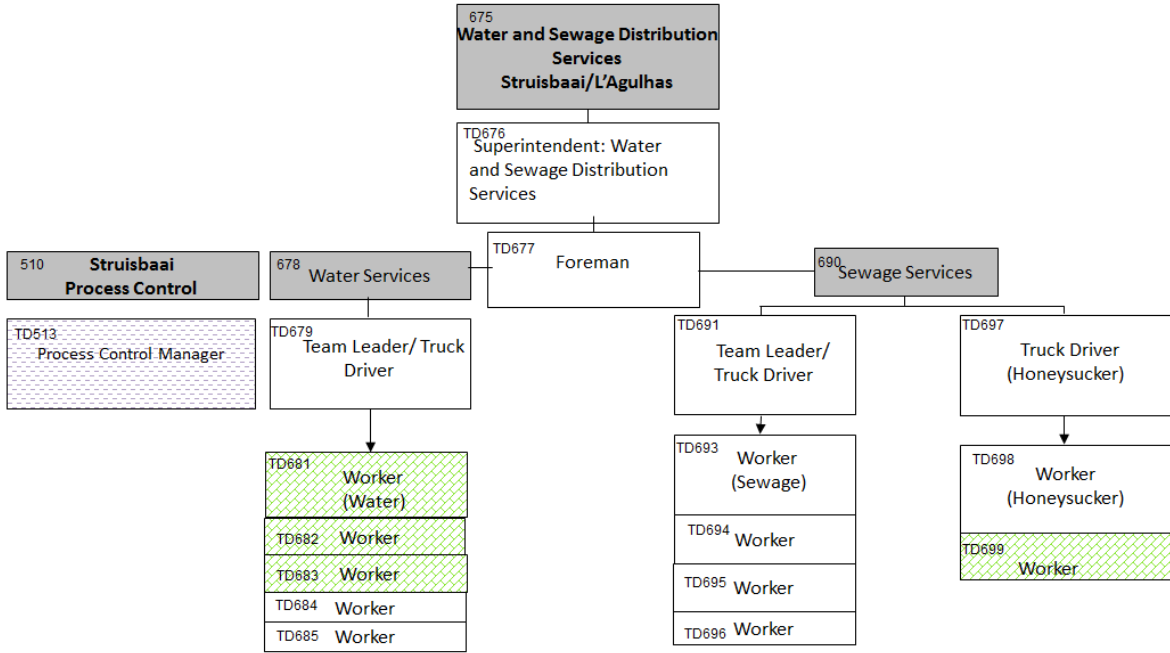 675
Water and Sewage Distribution
Services
Struisbaai/L’Agulhas
TD676
Superintendent: Water
and Sewage Distribution
Services
TD677
Foreman
510
Struisbaai
Process Control
678
Water Services
690
Sewage Services
TD513
Process Control Manager
TD679
Team Leader/ Truck
Driver
TD691
Team Leader/
Truck Driver
TD697
Truck Driver
(Honeysucker)
TD681
Worker
(Water)
TD682 Worker
TD683 Worker
TD684 Worker
TD685 Worker
TD693
Worker
(Sewage)
TD694
Worker
TD695
Worker
TD696 Worker
TD698
Worker
(Honeysucker)
TD699
Worker